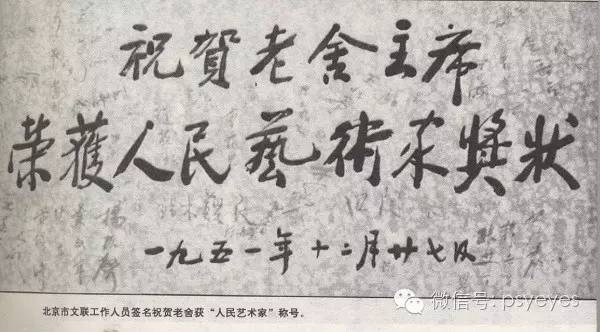 祝賀老舍主席
荣獲人民藝術家獎狀
一九五一年十二月廿七日
北京市文联工作人员签名祝贺老舍获“人民艺术家”称号。
微信号: psyeyes